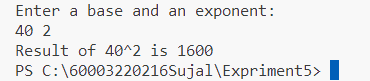 Enter a base and an exponent:
40 2
Result of 40^2 is 1600
PS C:\60003220216Sujal\Expriment5>